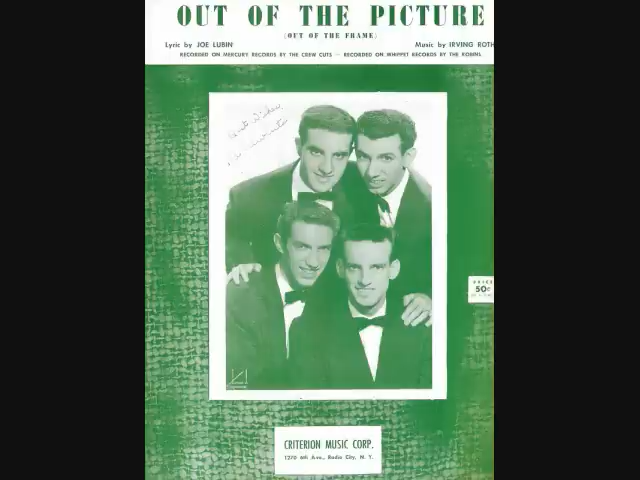 OUT OF THE PICTURE
(OUT OF THE FRAME)
Lyric by JOE LUBIN
Music by IRVING ROTH
RECORDED ON MERCURY RECORDS BY THE CREW CUTS — RECORDED ON WHIPPET RECORDS BY THE ROBINS
PRICE
50¢
CRITERION MUSIC CORP.
1270 6th Ave., Radio City, N. Y.